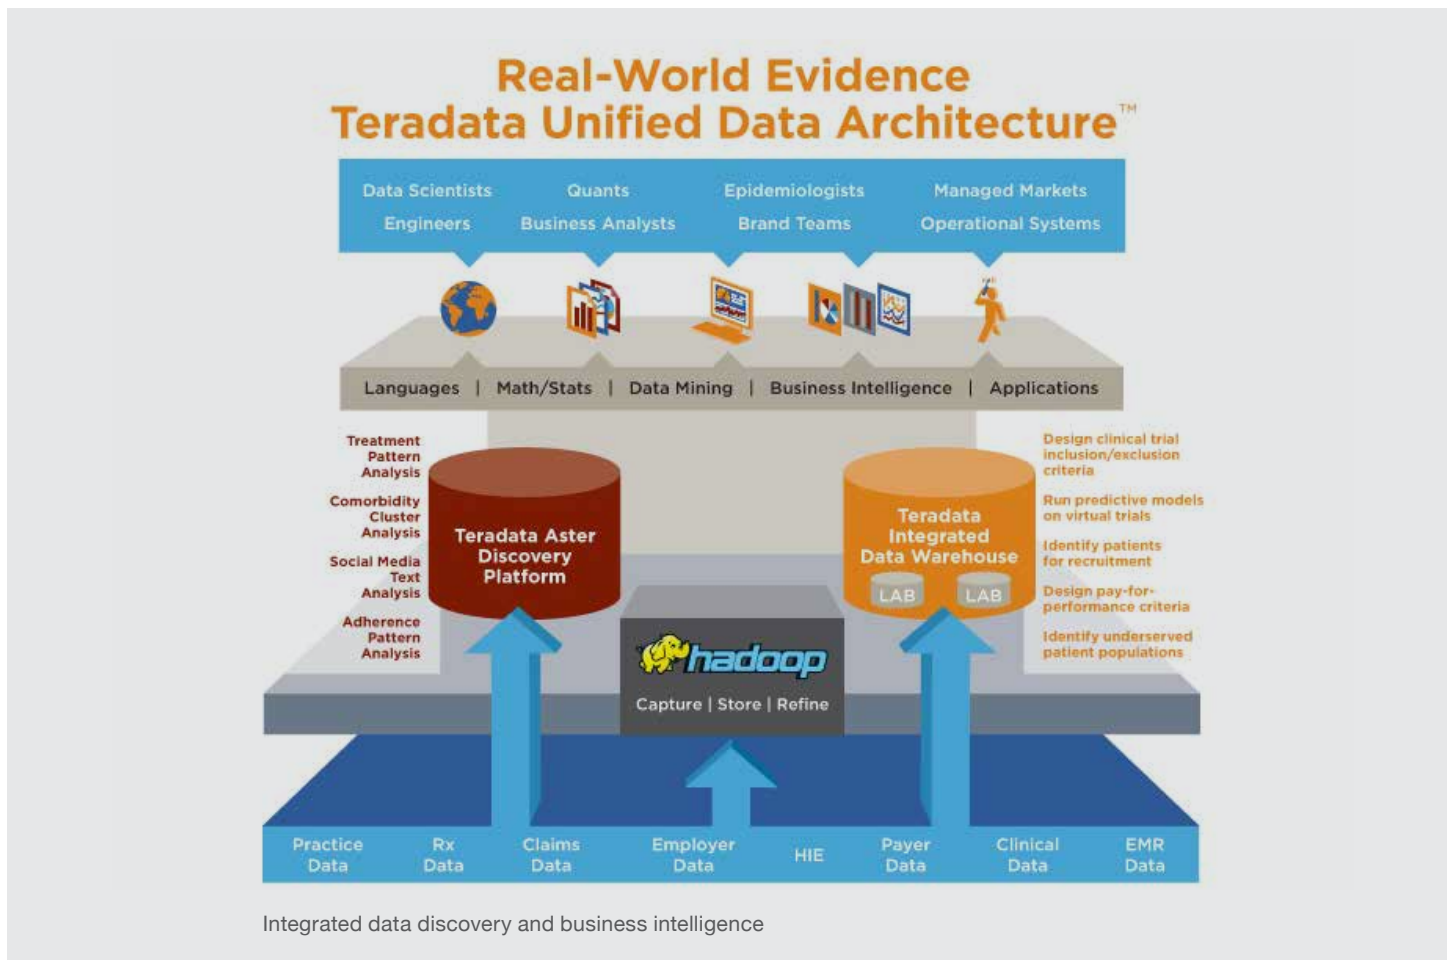 Real-World Evidence
Teradata Unified Data Architecture™
Data Scientists
Engineers
Quants
Business Analysts
Epidemiologists
Brand Teams
Managed Markets
Operational Systems
Languages | Math/Stats | Data Mining | Business Intelligence | Applications
Treatment
Pattern
Analysis
Comorbidity
Cluster
Analysis
Social Media
Text
Analysis
Adherence
Pattern
Analysis
Teradata Aster
Discovery
Platform
hadoop
Capture | Store | Refine
Teradata
Integrated
Data Warehouse
LAB
LAB
Design clinical trial
inclusion/exclusion
criteria
Run predictive models
on virtual trials
Identify patients
for recruitment
Design pay-for-
performance criteria
Identify underserved
patient populations
Practice
Data
Rx
Data
Claims
Data
Employer
Data
HIE
Payer
Data
Clinical
Data
EMR
Data
Integrated data discovery and business intelligence